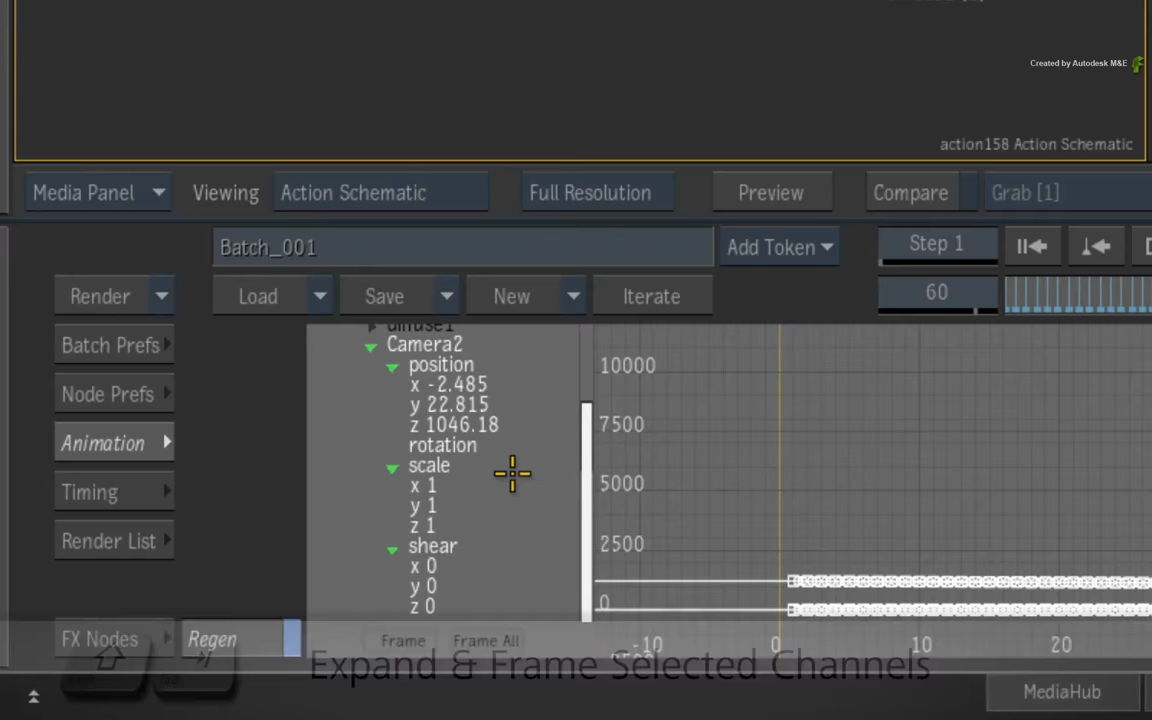 Created by Autodesk M&E
action158 Action Schematic
Media Panel Viewing Action Schematic Full Resolution Preview Compare Grab [1]
Batch_001 Add Token Step 1
Render Load Save New Iterate 60
diffuse1
Batch Prefs Camera2
position 10000
x -2.485
Node Prefs y 22.815
z 1046.18 7500
Animation rotation
scale
x 1 5000
Timing y 1
z 1
Render List shear 2500
x 0
y 0
z 0 0
FX Nodes Regen Frame Frame All -10 0 10 20
Expand & Frame Selected Channels
MediaHub